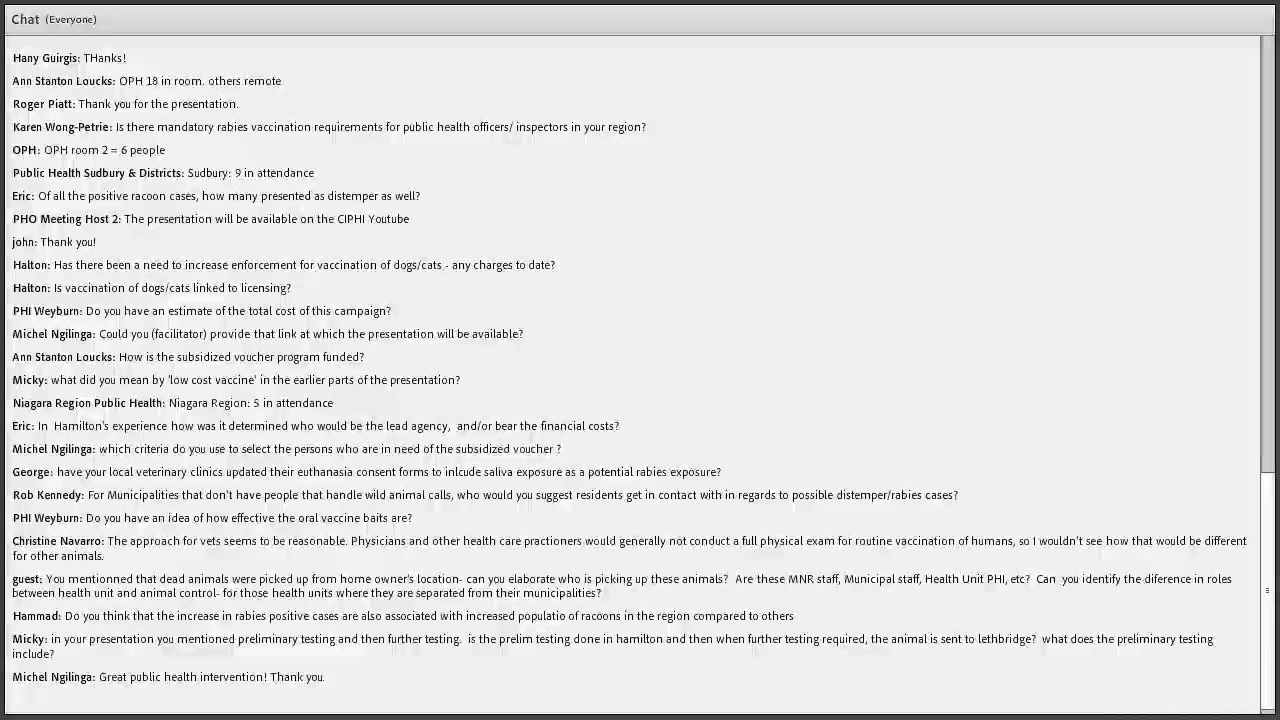 Chat (Everyone)
Hany Guirgis: THanks!
Ann Stanton Loucks: OPH 18 in room. others remote
Roger Piatt: Thank you for the presentation.
Karen Wong-Petrie: Is there mandatory rabies vaccination requirements for public health officers/ inspectors in your region?
OPH: OPH room 2 = 6 people
Public Health Sudbury & Districts: Sudbury: 9 in attendance
Eric: Of all the positive racoon cases, how many presented as distemper as well?
PHO Meeting Host 2: The presentation will be available on the CIPHI Youtube
john: Thank you!
Halton: Has there been a need to increase enforcement for vaccination of dogs/cats - any charges to date?
Halton: Is vaccination of dogs/cats linked to licensing?
PHI Weyburn: Do you have an estimate of the total cost of this campaign?
Michel Ngilinga: Could you (facilitator) provide that link at which the presentation will be available?
Ann Stanton Loucks: How is the subsidized voucher program funded?
Micky: what did you mean by 'low cost vaccine' in the earlier parts of the presentation?
Niagara Region Public Health: Niagara Region: 5 in attendance
Eric: In Hamilton's experience how was it determined who would be the lead agency, and/or bear the financial costs?
Michel Ngilinga: which criteria do you use to select the persons who are in need of the subsidized voucher ?
George: have your local veterinary clinics updated their euthanasia consent forms to inlcude saliva exposure as a potential rabies exposure?
Rob Kennedy: For Municipalities that don't have people that handle wild animal calls, who would you suggest residents get in contact with in regards to possible distemper/rabies cases?
PHI Weyburn: Do you have an idea of how effective the oral vaccine baits are?
Christine Navarro: The approach for vets seems to be reasonable. Physicians and other health care practioners would generally not conduct a full physical exam for routine vaccination of humans, so I wouldn't see how that would be different
for other animals.
guest: You mentionned that dead animals were picked up from home owner's location- can you elaborate who is picking up these animals? Are these MNR staff, Municipal staff, Health Unit PHI, etc? Can you identify the diference in roles
between health unit and animal control- for those health units where they are separated from their municipalities?
Hammad: Do you think that the increase in rabies positive cases are also associated with increased populatio of racoons in the region compared to others
Micky: in your presentation you mentioned preliminary testing and then further testing. is the prelim testing done in hamilton and then when further testing required, the animal is sent to lethbridge? what does the preliminary testing
include?
Michel Ngilinga: Great public health intervention! Thank you.